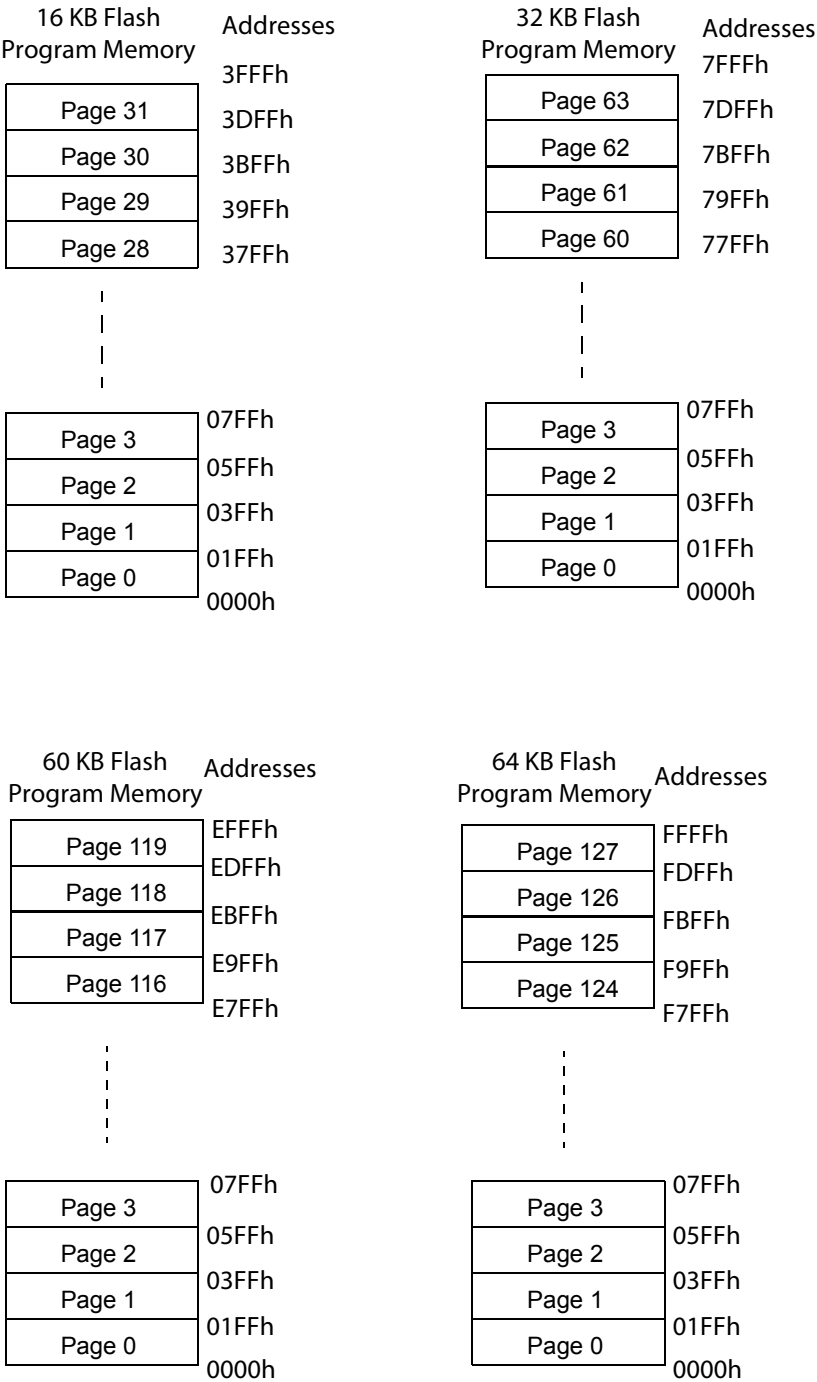 16 KB Flash
Program Memory
Addresses
3FFFh
Page 31
3DFFh
Page 30
3BFFh
Page 29
39FFh
Page 28
37FFh
07FFh
Page 3
05FFh
Page 2
03FFh
Page 1
01FFh
Page 0
0000h
32 KB Flash
Program Memory
Addresses
7FFFh
Page 63
7DFFh
Page 62
7BFFh
Page 61
79FFh
Page 60
77FFh
07FFh
Page 3
05FFh
Page 2
03FFh
Page 1
01FFh
Page 0
0000h
60 KB Flash
Program Memory
Addresses
EFFFh
Page 119
EDFFh
Page 118
EBFFh
Page 117
E9FFh
Page 116
E7FFh
07FFh
Page 3
05FFh
Page 2
03FFh
Page 1
01FFh
Page 0
0000h
64 KB Flash
Program Memory
Addresses
FFFFh
Page 127
FDFFh
Page 126
FBFFh
Page 125
F9FFh
Page 124
F7FFh
07FFh
Page 3
05FFh
Page 2
03FFh
Page 1
01FFh
Page 0
0000h